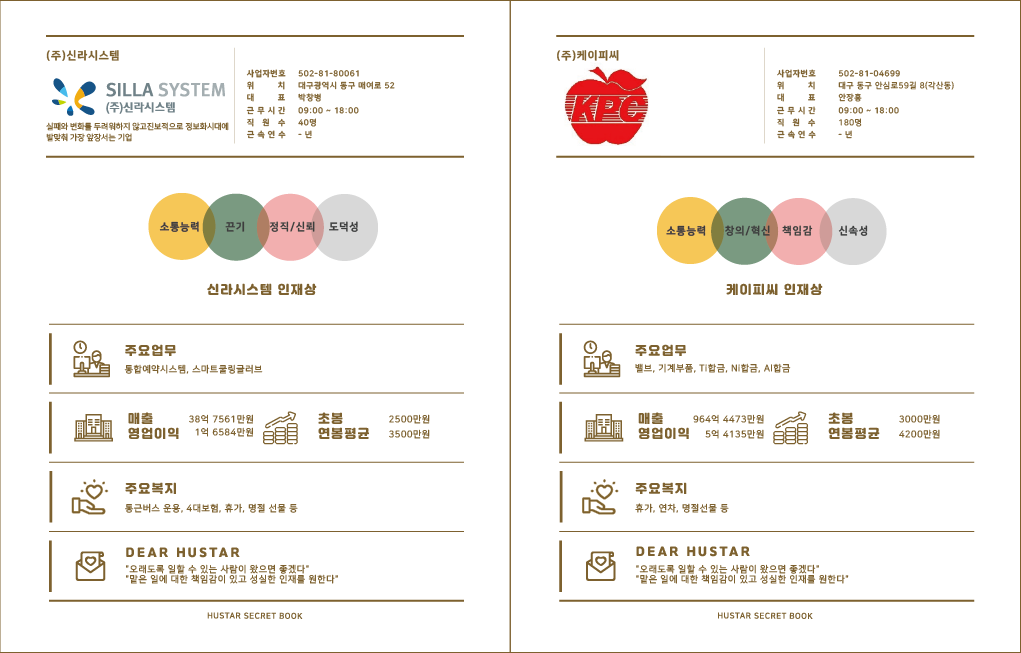 (주)신라시스템
SILLA SYSTEM
(주)신라시스템
실패와 변화를 두려워하지 않고진보적으로 정보화시대에
발맞춰 가장 앞장서는 기업
사업자번호 502-81-80061
위 치 대구광역시 동구 매여로 52
대 표 박창병
근 무 시 간 09:00 ~ 18:00
직 원 수 40명
근 속 연 수 - 년
소통능력 끈기 정직/신뢰 도덕성
신라시스템 인재상
주요업무
통합예약시스템, 스마트쿨링글러브
매출 38억 7561만원 초봉 2500만원
영업이익 1억 6584만원 연봉평균 3500만원
주요복지
통근버스 운용, 4대보험, 휴가, 명절 선물 등
DEAR HUSTAR
"오래도록 일할 수 있는 사람이 왔으면 좋겠다"
"맡은 일에 대한 책임감이 있고 성실한 인재를 원한다"
HUSTAR SECRET BOOK
(주)케이피씨
KPC
사업자번호 502-81-04699
위 치 대구 동구 안심로59길 8(각산동)
대 표 안장홍
근 무 시 간 09:00 ~ 18:00
직 원 수 180명
근 속 연 수 - 년
소통능력 창의/혁신 책임감 신속성
케이피씨 인재상
주요업무
밸브, 기계부품, Ti합금, Ni합금, Al합금
매출 964억 4473만원 초봉 3000만원
영업이익 5억 4135만원 연봉평균 4200만원
주요복지
휴가, 연차, 명절선물 등
DEAR HUSTAR
"오래도록 일할 수 있는 사람이 왔으면 좋겠다"
"맡은 일에 대한 책임감이 있고 성실한 인재를 원한다"
HUSTAR SECRET BOOK